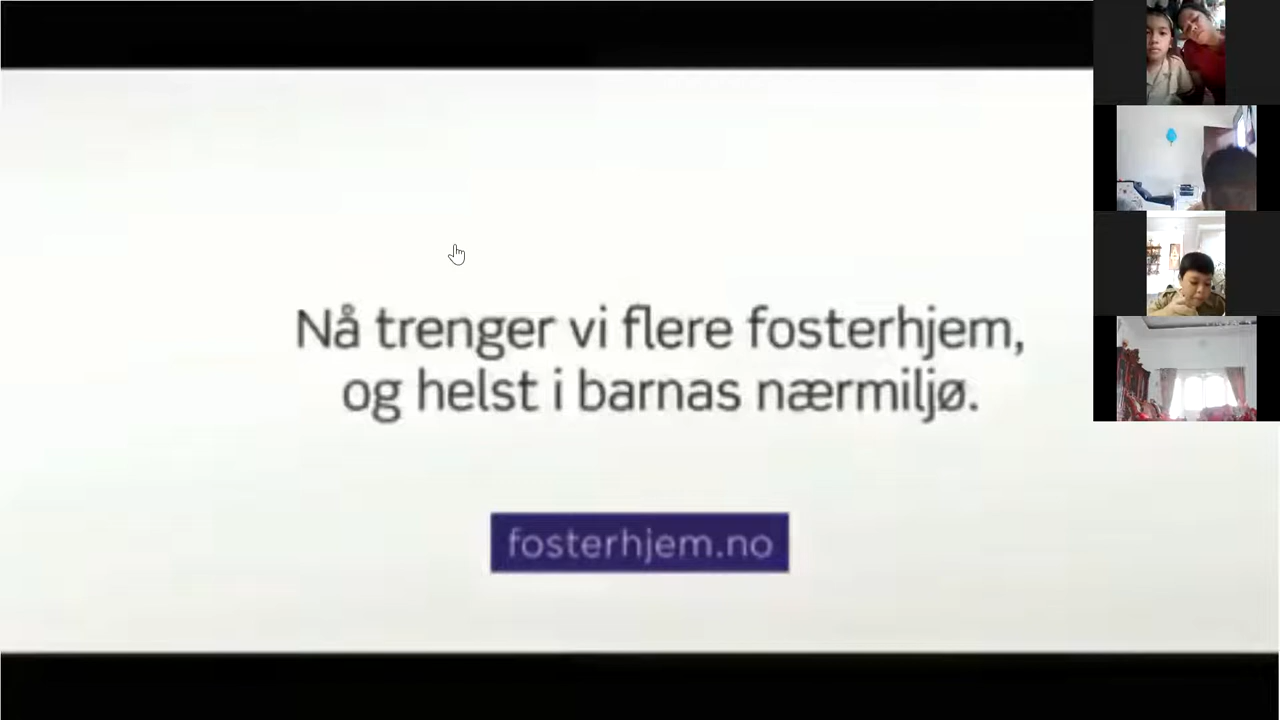 Nå trenger vi flere fosterhjem,
og helst i barnas nærmiljø.
fosterhjem.no